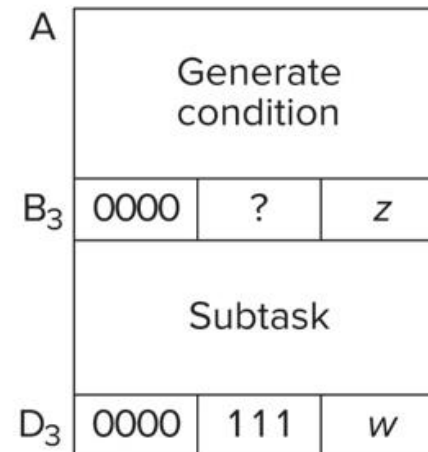 A
Generate
condition
B₃ 0000 ? z
Subtask
D₃ 0000 111 w